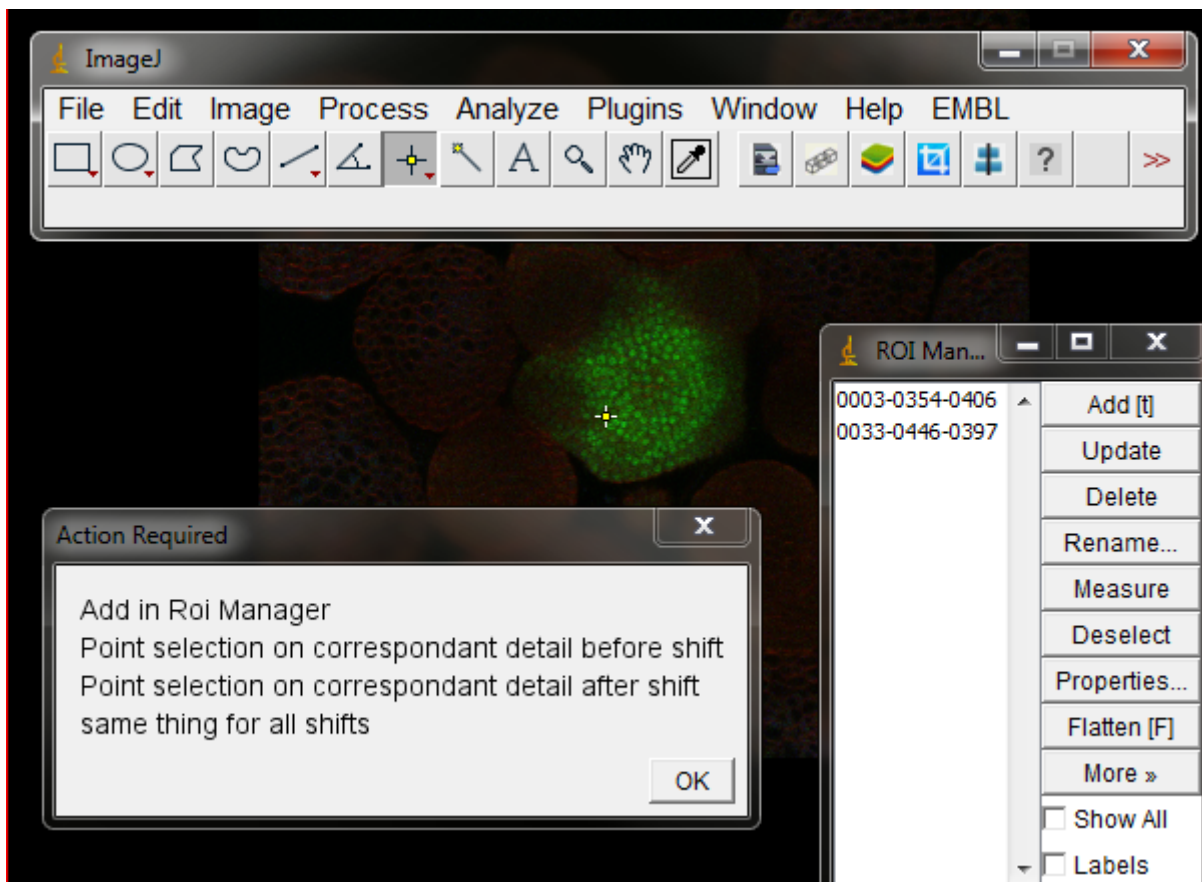 ImageJ
File Edit Image Process Analyze Plugins Window Help EMBL
A ? >>
ROI Man...
0003-0354-0406
0033-0446-0397
Add [t]
Update
Delete
Rename...
Measure
Deselect
Properties...
Flatten [F]
More »
Show All
Labels
Action Required
Add in Roi Manager
Point selection on correspondant detail before shift
Point selection on correspondant detail after shift
same thing for all shifts
OK